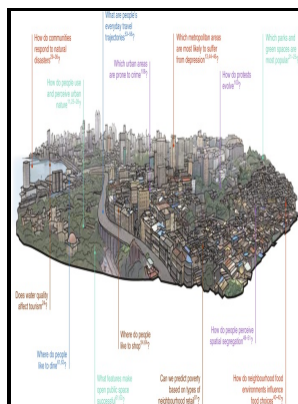 What are people's
everyday travel
trajectories
How do communities
respond to natural
disasters
Which metropolitan areas
are most likely to suffer
from depression
Which parks and
green spaces are
most popular
Which urban areas
are prone to crime
How do protests
evolve
How do people use
and perceive urban
nature
Does water quality
affect tourism
Where do people
like to shop
How do people perceive
spatial segregation
Where do people
like to dine
What features make
open public space
successful
Can we predict poverty
based on types of
neighbourhood retail
How do neighbourhood food
environments influence
food choices